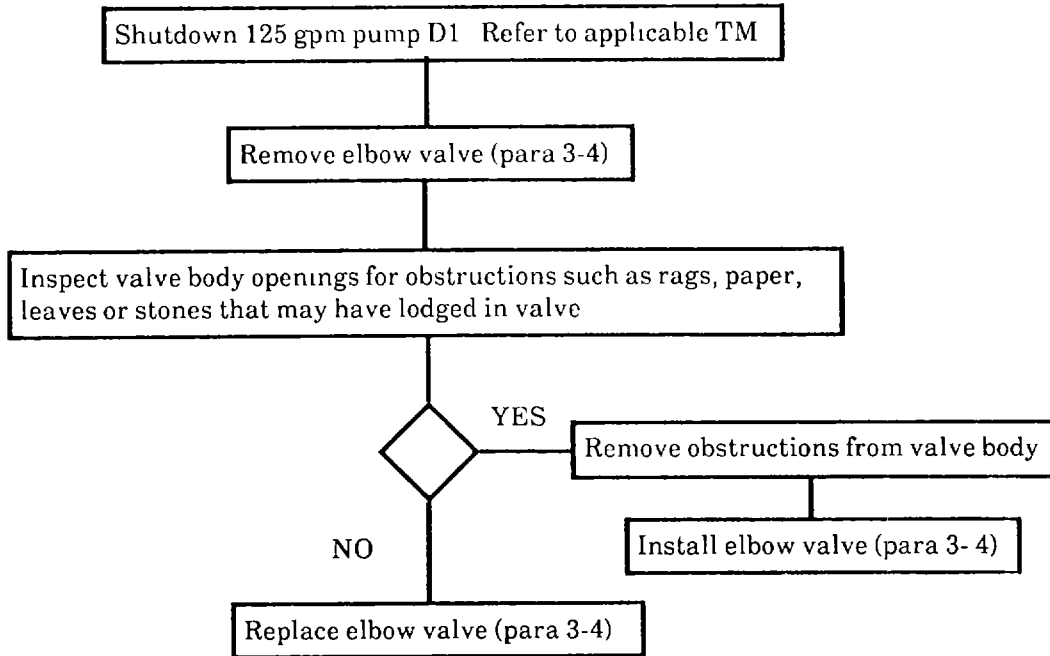 Shutdown 125 gpm pump D1 Refer to applicable TM
Remove elbow valve (para 3-4)
Inspect valve body openings for obstructions such as rags, paper,
leaves or stones that may have lodged in valve
YES
Remove obstructions from valve body
NO
Install elbow valve (para 3- 4)
Replace elbow valve (para 3-4)